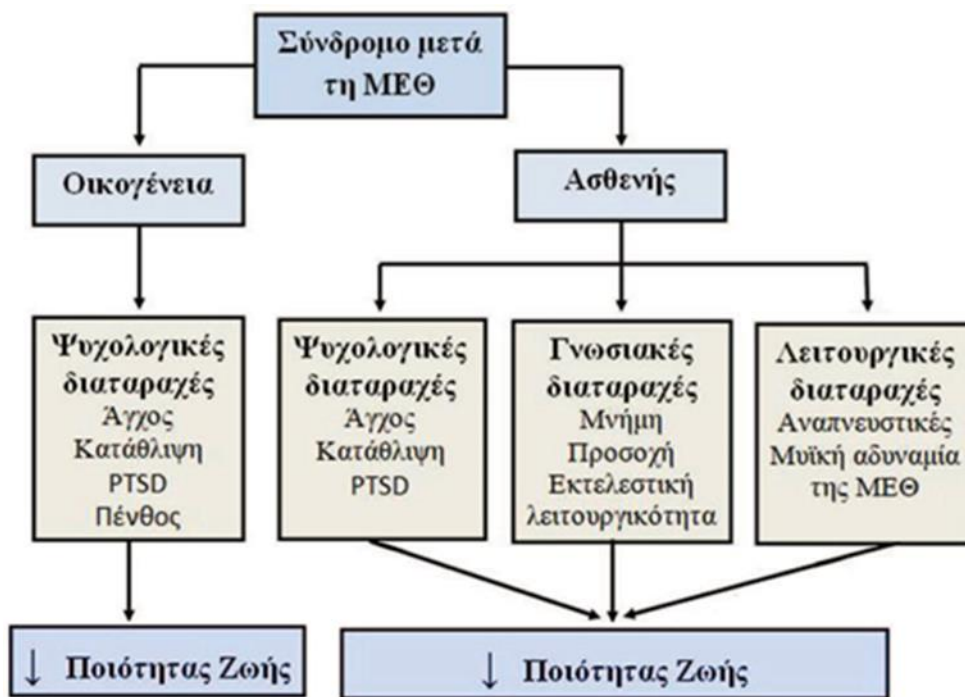 Σύνδρομο μετά
τη ΜΕΘ
Οικογένεια
Ασθενής
Ψυχολογικές
διαταραχές
Άγχος
Κατάθλιψη
PTSD
Πένθος
Ψυχολογικές
διαταραχές
Άγχος
Κατάθλιψη
PTSD
Γνωσιακές
διαταραχές
Μνήμη
Προσοχή
Εκτελεστική
λειτουργικότητα
Λειτουργικές
διαταραχές
Αναπνευστικές
Μυϊκή αδυναμία
της ΜΕΘ
↓ Ποιότητας Ζωής
↓ Ποιότητας Ζωής